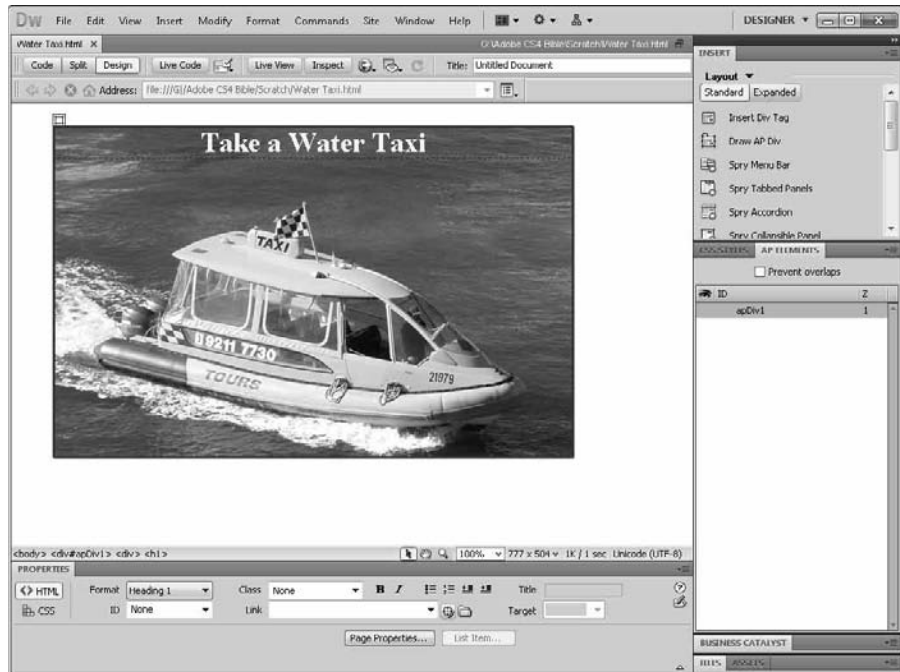 Dw File Edit View Insert Modify Format Commands Site Window Help DESIGNER
Water Taxi.html × G:\Adobe CS4 Bible\Scratch\Water Taxi.html
Code Split Design Live Code Live View Inspect Title: Untitled Document
Address: file:///G|/Adobe CS4 Bible/Scratch/Water Taxi.html
INSERT
Layout
Standard Expanded
Insert Div Tag
Draw AP Div
Spry Menu Bar
Spry Tabbed Panels
Spry Accordion
Spry Collapsible Panel
CSS STYLES AP ELEMENTS
Prevent overlaps
ID Z
apDiv1 1
Take a Water Taxi
TAXI
9211 7730
TOURS
21979
<body> <div#apDiv1> <div> <h1> 100% 777 x 504 1K / 1 sec Unicode (UTF-8)
PROPERTIES
<> HTML Format Heading 1 Class None B I Title
CSS ID None Link Target
Page Properties... List Item...
BUSINESS CATALYST
FILES ASSETS